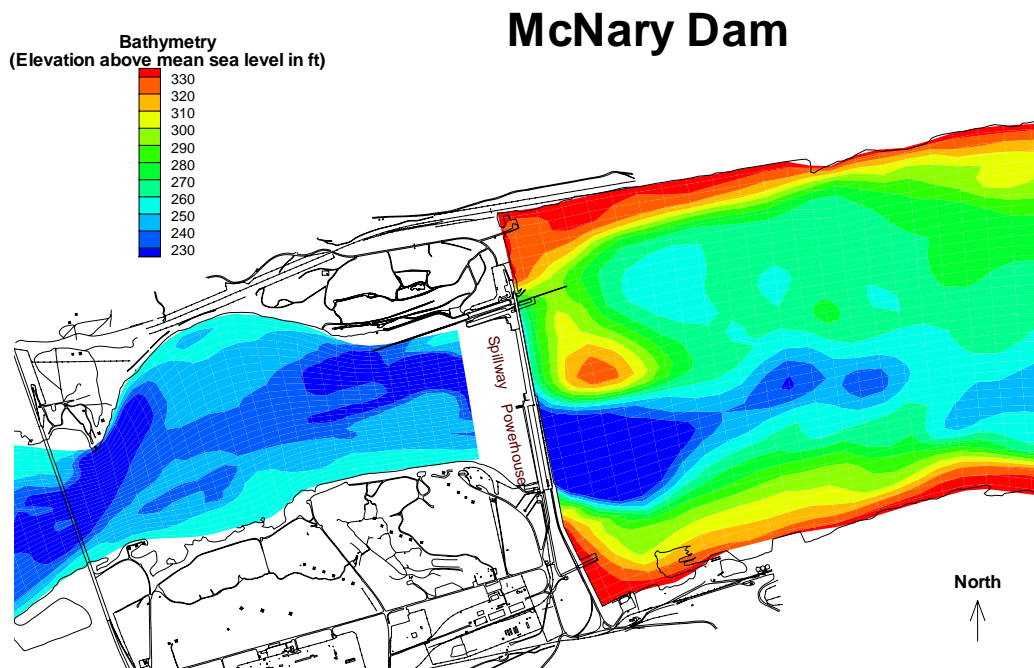 McNary Dam
Bathymetry
(Elevation above mean sea level in ft)
330
320
310
300
290
280
270
260
250
240
230
Spillway
Powerhouse
North